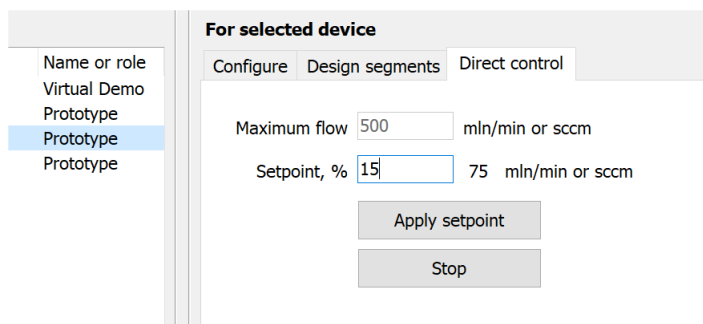 For selected device
Name or role
Virtual Demo
Prototype
Prototype
Prototype
Configure Design segments Direct control
Maximum flow 500 mln/min or sccm
Setpoint, % 15 75 mln/min or sccm
Apply setpoint
Stop